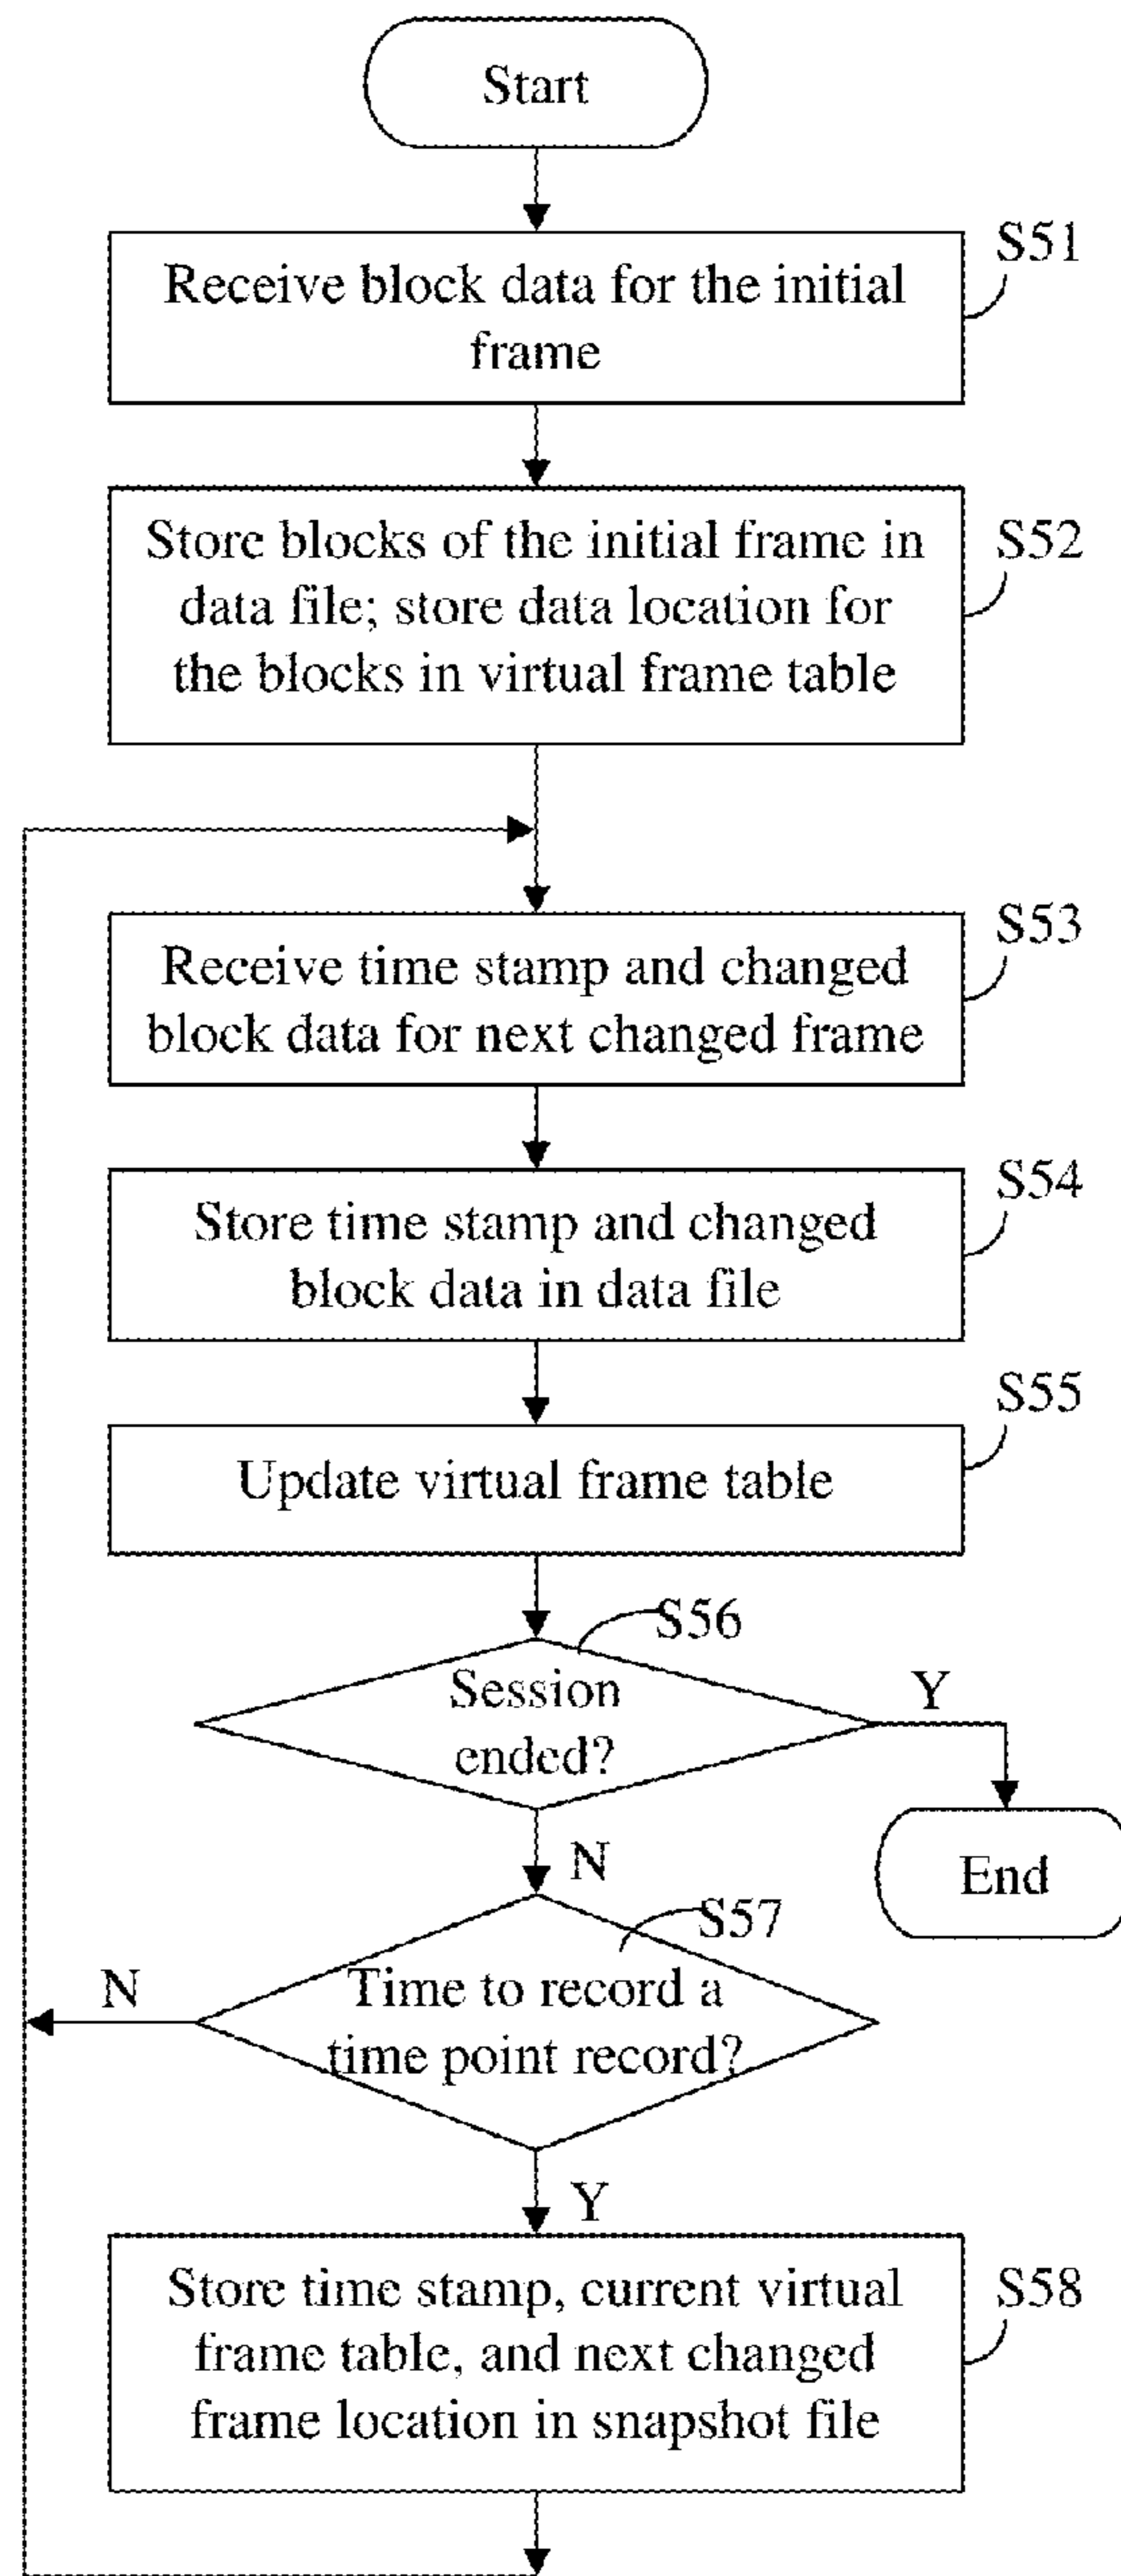 Start
S51
Receive block data for the initial
frame
S52
Store blocks of the initial frame in
data file; store data location for
the blocks in virtual frame table
S53
Receive time stamp and changed
block data for next changed frame
S54
Store time stamp and changed
block data in data file
S55
Update virtual frame table
S56
Session
ended?
Y
N
End
S57
N
Time to record a
time point record?
Y
S58
Store time stamp, current virtual
frame table, and next changed
frame location in snapshot file